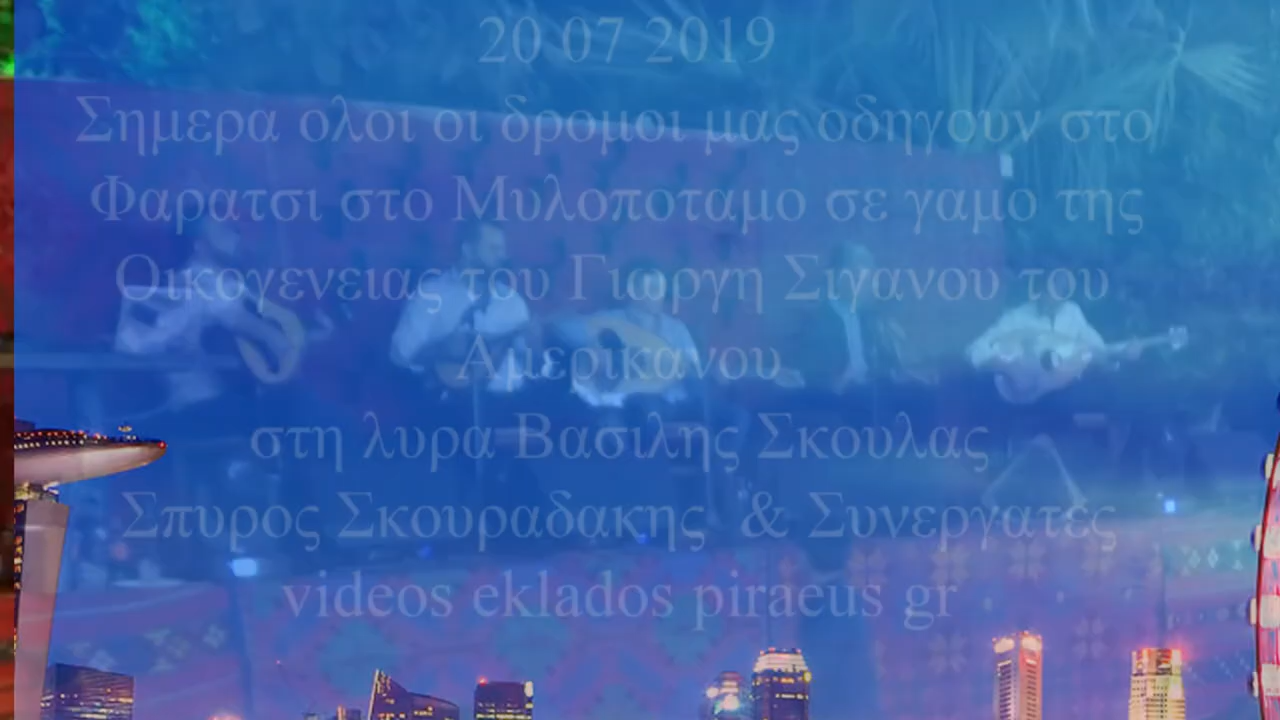 20 07 2019
Σημερα ολοι οι δρομοι μας οδηγουν στο
Φαρατσι στο Μυλοποταμο σε γαμο της
Οικογενειας του Γιωργη Σιγανου του
Αμερικανου
στη λυρα Βασιλης Σκουλας
Σπυρος Σκουραδακης & Συνεργατες
videos eklados piraeus gr